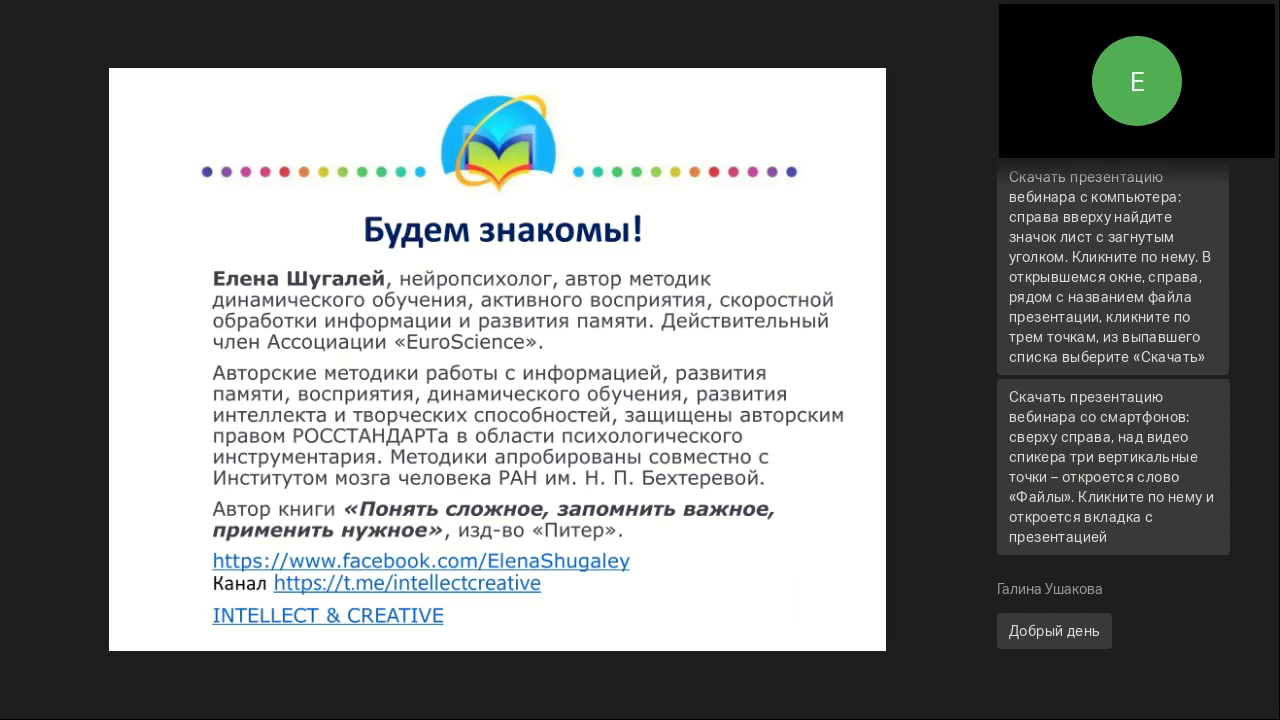 Будем знакомы!
Елена Шугалей, нейропсихолог, автор методик
динамического обучения, активного восприятия, скоростной
обработки информации и развития памяти. Действительный
член Ассоциации «EuroScience».
Авторские методики работы с информацией, развития
памяти, восприятия, динамического обучения, развития
интеллекта и творческих способностей, защищены авторским
правом РОССТАНДАРТа в области психологического
инструментария. Методики апробированы совместно с
Институтом мозга человека РАН им. Н. П. Бехтеревой.
Автор книги «Понять сложное, запомнить важное,
применить нужное», изд-во «Питер».
https://www.facebook.com/ElenaShugaley
Канал https://t.me/intellectcreative
INTELLECT & CREATIVE
E
Скачать презентацию
вебинара с компьютера:
справа вверху найдите
значок лист с загнутым
уголком. Кликните по нему. В
открывшемся окне, справа,
рядом с названием файла
презентации, кликните по
трем точкам, из выпавшего
списка выберите «Скачать»
Скачать презентацию
вебинара со смартфонов:
сверху справа, над видео
спикера три вертикальные
точки – откроется слово
«Файлы». Кликните по нему и
откроется вкладка с
презентацией
Галина Ушакова
Добрый день